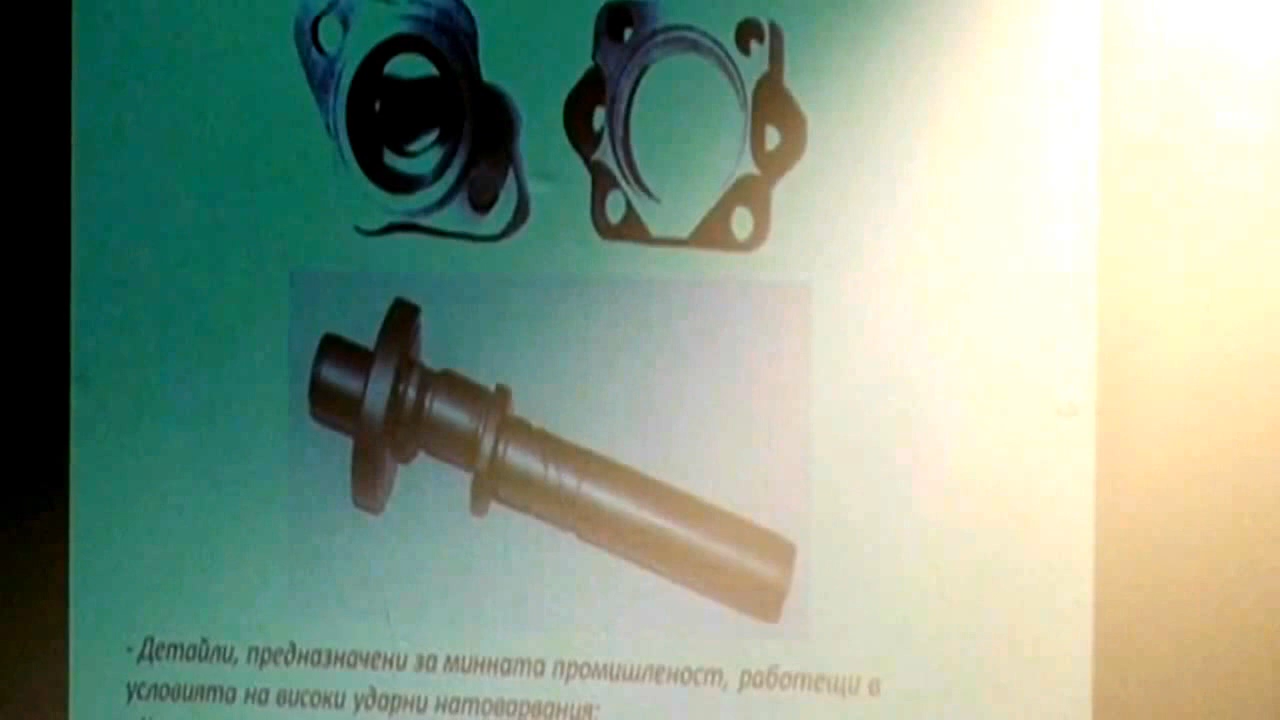 - Детайли, предназначени за минната промишленост, работещи в
условията на високи ударни натоварвания: